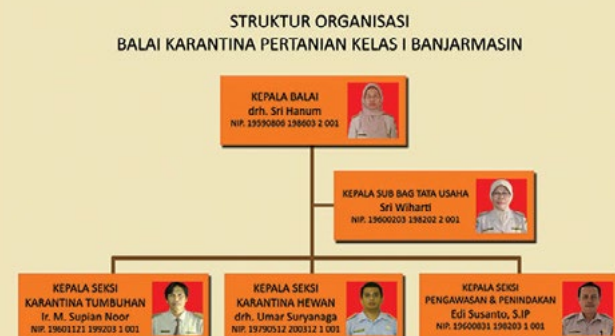 STRUKTUR ORGANISASI
BALAI KARANTINA PERTANIAN KELAS I BANJARMASIN
KEPALA BALAI
drh. Sri Hanum
NIP. 19590806 198603 2 001
KEPALA SUB BAG TATA USAHA
Sri Wiharti
NIP. 19600203 198202 2 001
KEPALA SEKSI
KARANTINA TUMBUHAN
Ir. M. Supian Noor
NIP. 19601121 199203 1 001
KEPALA SEKSI
KARANTINA HEWAN
drh. Umar Suryanaga
NIP. 19790512 200312 1 001
KEPALA SEKSI
PENGAWASAN & PENINDAKAN
Edi Susanto, S.IP
NIP. 19600831 198203 1 001